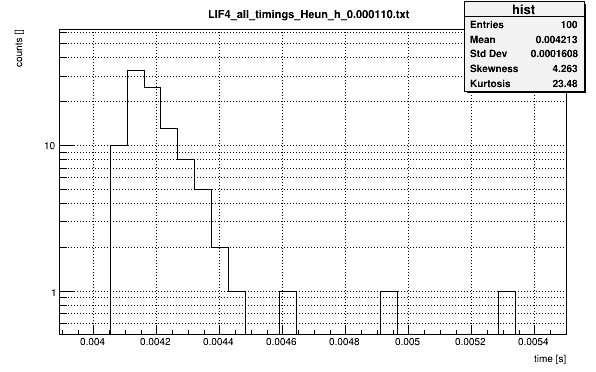 LIF4_all_timings_Heun_h_0.000110.txt
hist
Entries 100
Mean 0.004213
Std Dev 0.0001608
Skewness 4.263
Kurtosis 23.48
counts []
10
1
0.004 0.0042 0.0044 0.0046 0.0048 0.005 0.0052 0.0054
time [s]